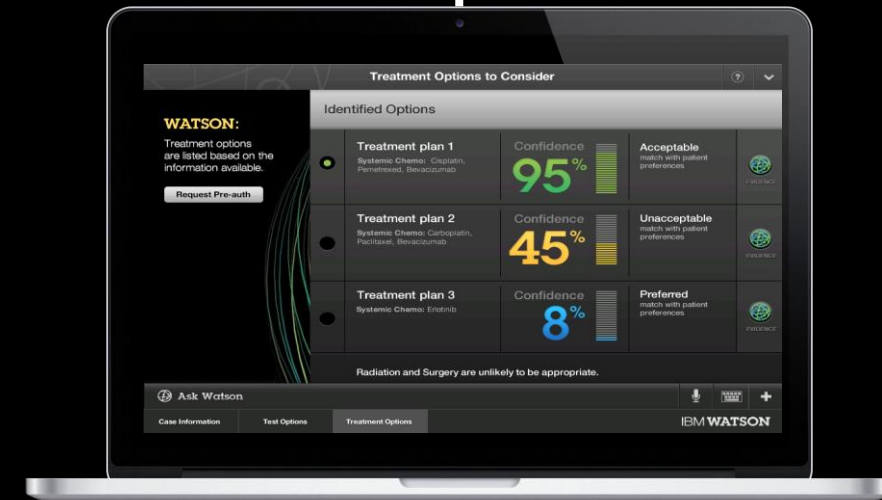 Treatment Options to Consider
?
WATSON:
Treatment options
are listed based on the
information available.
Request Pre-auth
Identified Options
Treatment plan 1
Systemic Chemo: Cisplatin,
Pemetrexed, Bevacizumab
Confidence
95%
Acceptable
match with patient
preferences
EVIDENCE
Treatment plan 2
Systemic Chemo: Carboplatin,
Paclitaxel, Bevacizumab
Confidence
45%
Unacceptable
match with patient
preferences
EVIDENCE
Treatment plan 3
Systemic Chemo: Erlotinib
Confidence
8%
Preferred
match with patient
preferences
EVIDENCE
Radiation and Surgery are unlikely to be appropriate.
Ask Watson
Case Information
Test Options
Treatment Options
IBM WATSON